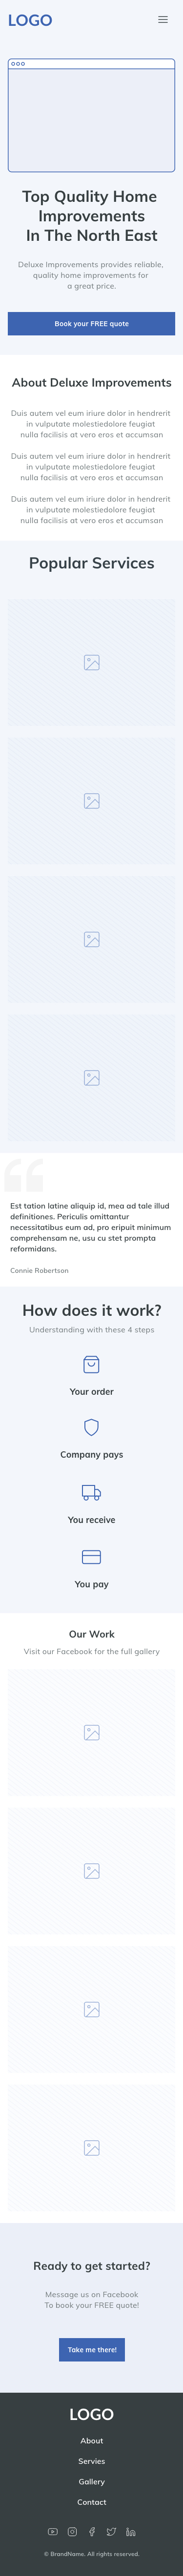 LOGO
Top Quality Home
Improvements
In The North East
Deluxe Improvements provides reliable,
quality home improvements for
a great price.
Book your FREE quote
About Deluxe Improvements
Duis autem vel eum iriure dolor in hendrerit
in vulputate molestiedolore feugiat
nulla facilisis at vero eros et accumsan
Duis autem vel eum iriure dolor in hendrerit
in vulputate molestiedolore feugiat
nulla facilisis at vero eros et accumsan
Duis autem vel eum iriure dolor in hendrerit
in vulputate molestiedolore feugiat
nulla facilisis at vero eros et accumsan
Popular Services
Est tation latine aliquip id, mea ad tale illud
definitiones. Periculis omittantur
necessitatibus eum ad, pro eripuit minimum
comprehensam ne, usu cu stet prompta
reformidans.
Connie Robertson
How does it work?
Understanding with these 4 steps
Your order
Company pays
You receive
You pay
Our Work
Visit our Facebook for the full gallery
Ready to get started?
Message us on Facebook
To book your FREE quote!
Take me there!
LOGO
About
Servies
Gallery
Contact
© BrandName. All rights reserved.